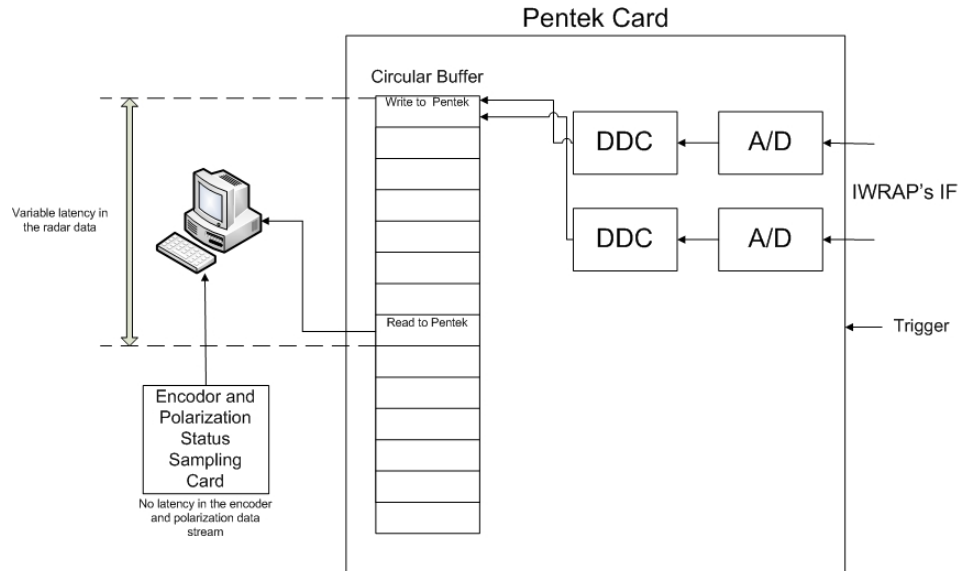 Pentek Card
Circular Buffer
Write to Pentek
DDC
A/D
IWRAP's IF
DDC
A/D
Variable latency in
the radar data
Read to Pentek
Trigger
Encodor and
Polarization
Status
Sampling
Card
No latency in the encoder
and polarization data
stream